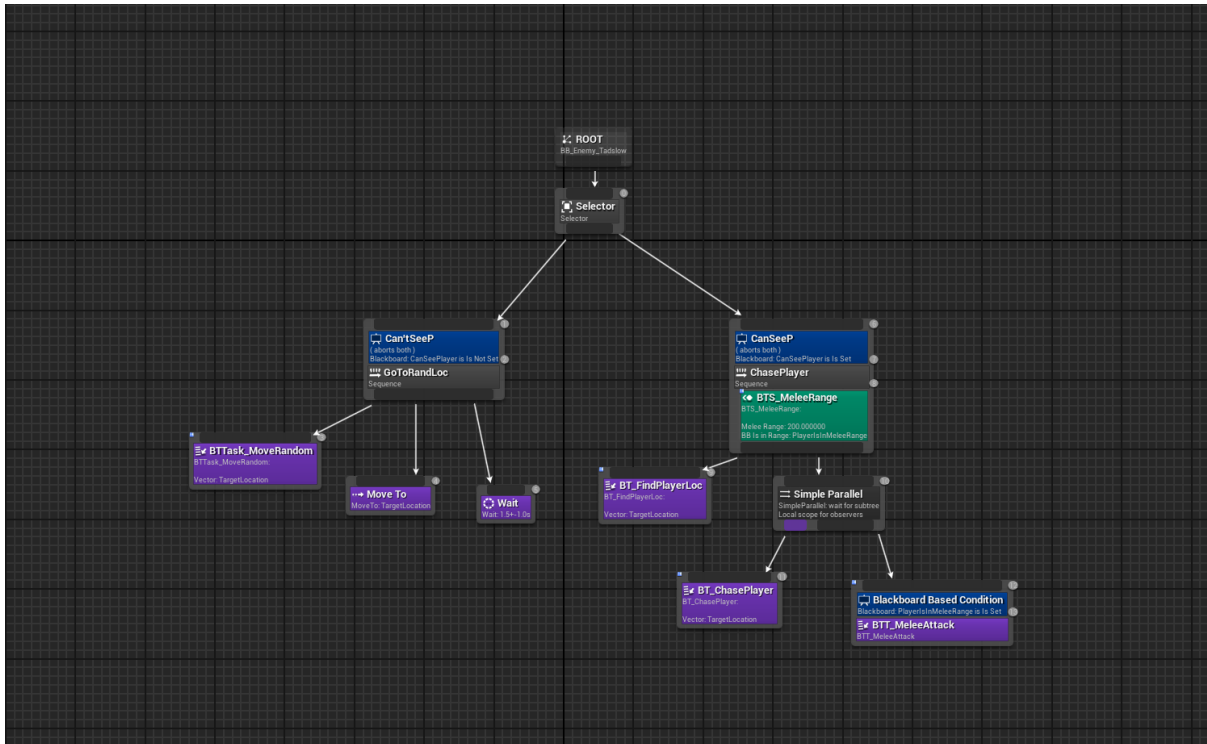 ROOT
BB_Enemy_Tadslow
Selector
Selector
Can'tSeeP
( aborts both )
Blackboard: CanSeePlayer is Is Not Set
GoToRandLoc
Sequence
CanSeeP
( aborts both )
Blackboard: CanSeePlayer is Is Set
ChasePlayer
Sequence
BTS_MeleeRange
BTS_MeleeRange:
Melee Range: 200.000000
BB Is in Range: PlayerIsInMeleeRange
BTTask_MoveRandom
BTTask_MoveRandom:
Vector: TargetLocation
Move To
MoveTo: TargetLocation
Wait
Wait: 1.5+-1.0s
BT_FindPlayerLoc
BT_FindPlayerLoc:
Vector: TargetLocation
Simple Parallel
SimpleParallel: wait for subtree
Local scope for observers
BT_ChasePlayer
BT_ChasePlayer:
Vector: TargetLocation
Blackboard Based Condition
Blackboard: PlayerIsInMeleeRange is Is Set
BTT_MeleeAttack
BTT_MeleeAttack